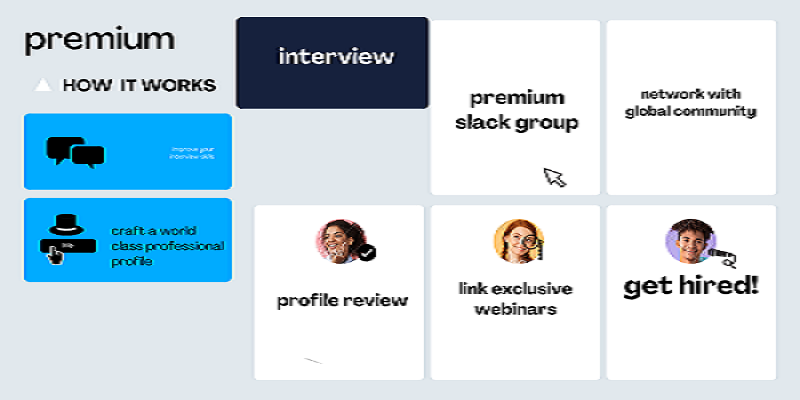 premium
HOW IT WORKS
improve your
interview skills
craft a world
class professional
profile
interview
premium
slack group
network with
global community
profile review
link exclusive
webinars
get hired!